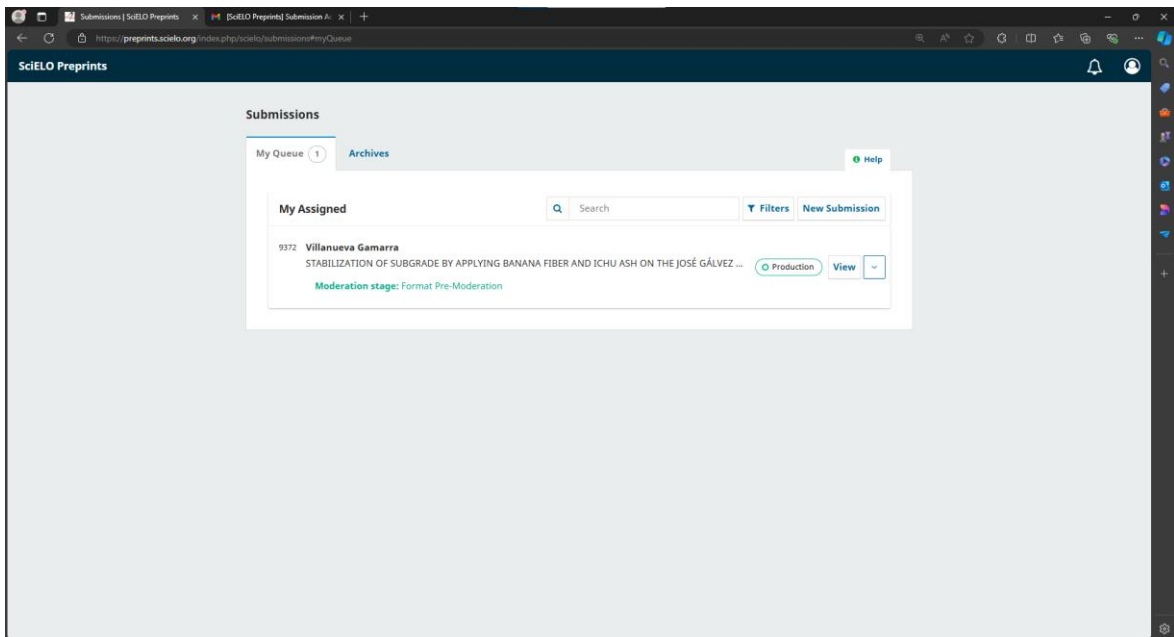 Submissions | SciELO Preprints
[SciELO Preprints] Submission Ac
https://preprints.scielo.org/index.php/scielo/submissions#myQueue
SciELO Preprints
Submissions
My Queue 1
Archives
Help
My Assigned
Search
Filters
New Submission
9372 Villanueva Gamarra
STABILIZATION OF SUBGRADE BY APPLYING BANANA FIBER AND ICHU ASH ON THE JOSÉ GÁLVEZ ...
Production
View
Moderation stage: Format Pre-Moderation